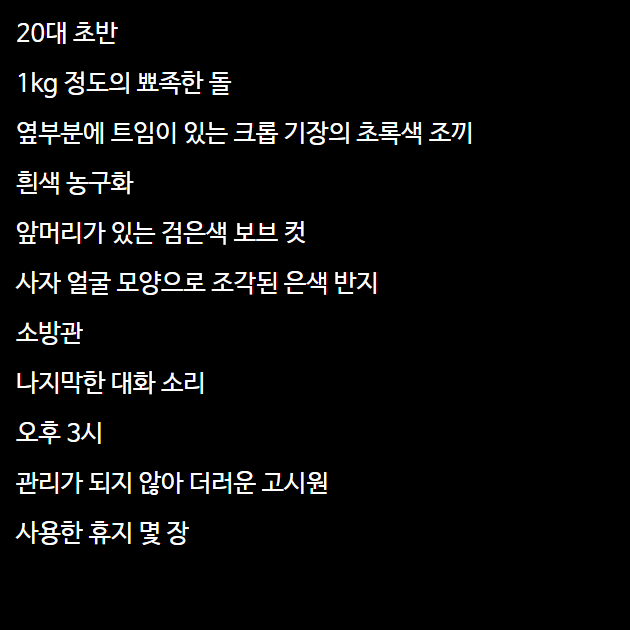 20대 초반
1kg 정도의 뾰족한 돌
옆부분에 트임이 있는 크롭 기장의 초록색 조끼
흰색 농구화
앞머리가 있는 검은색 보브 컷
사자 얼굴 모양으로 조각된 은색 반지
소방관
나지막한 대화 소리
오후 3시
관리가 되지 않아 더러운 고시원
사용한 휴지 몇 장